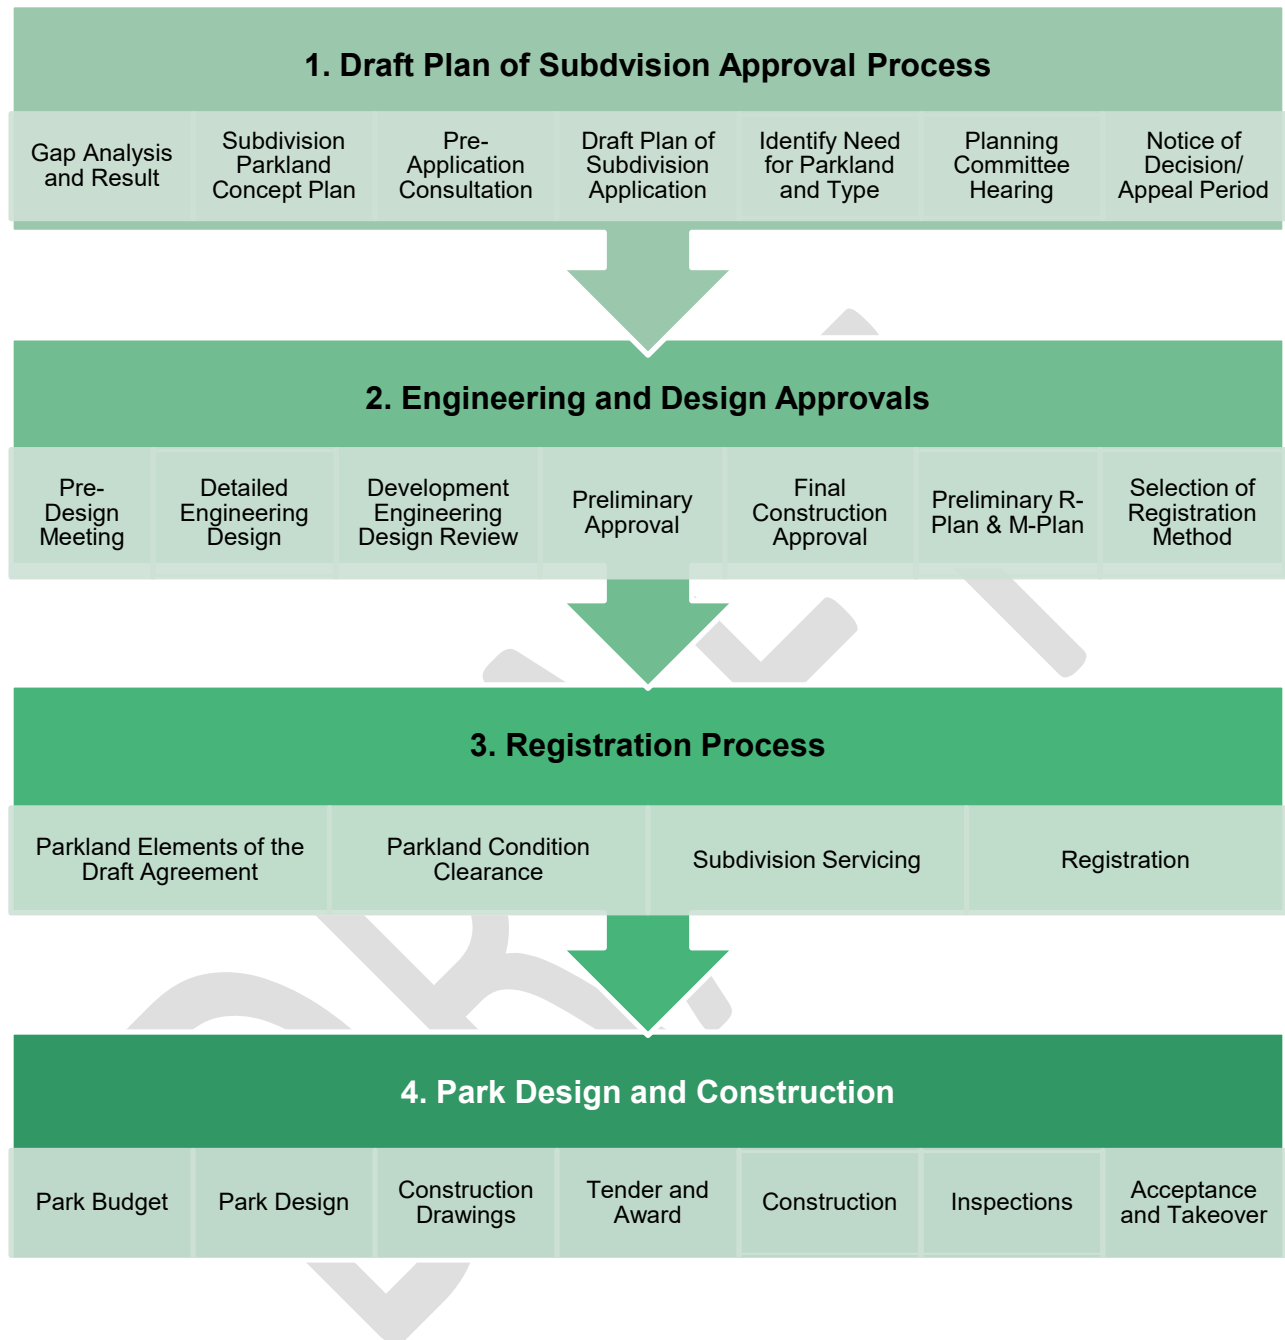 1. Draft Plan of Subdvision Approval Process
Gap Analysis
and Result
Subdivision
Parkland
Concept Plan
Pre-
Application
Consultation
Draft Plan of
Subdivision
Application
Identify Need
for Parkland
and Type
Planning
Committee
Hearing
Notice of
Decision/
Appeal Period
2. Engineering and Design Approvals
Pre-
Design
Meeting
Detailed
Engineering
Design
Development
Engineering
Design Review
Preliminary
Approval
Final
Construction
Approval
Preliminary R-
Plan & M-Plan
Selection of
Registration
Method
3. Registration Process
Parkland Elements of the
Draft Agreement
Parkland Condition
Clearance
Subdivision Servicing
Registration
4. Park Design and Construction
Park Budget
Park Design
Construction
Drawings
Tender and
Award
Construction
Inspections
Acceptance
and Takeover